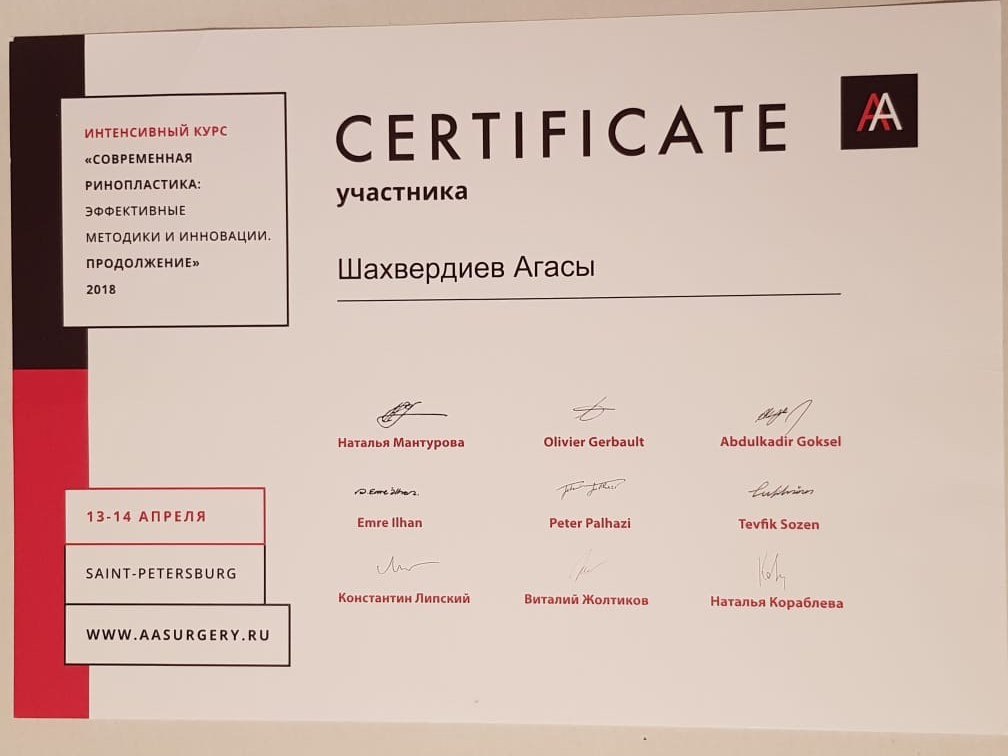 ИНТЕНСИВНЫЙ КУРС
«СОВРЕМЕННАЯ
РИНОПЛАСТИКА:
ЭФФЕКТИВНЫЕ
МЕТОДИКИ И ИННОВАЦИИ.
ПРОДОЛЖЕНИЕ»
2018
CERTIFICATE
AA
участника
Шахвердиев Агасы
Наталья Мантурова
Olivier Gerbault
Abdulkadir Goksel
Emre Ilhan
Peter Palhazi
Tevfik Sozen
Константин Липский
Виталий Жолтиков
Наталья Кораблева
13-14 АПРЕЛЯ
SAINT-PETERSBURG
WWW.AASURGERY.RU